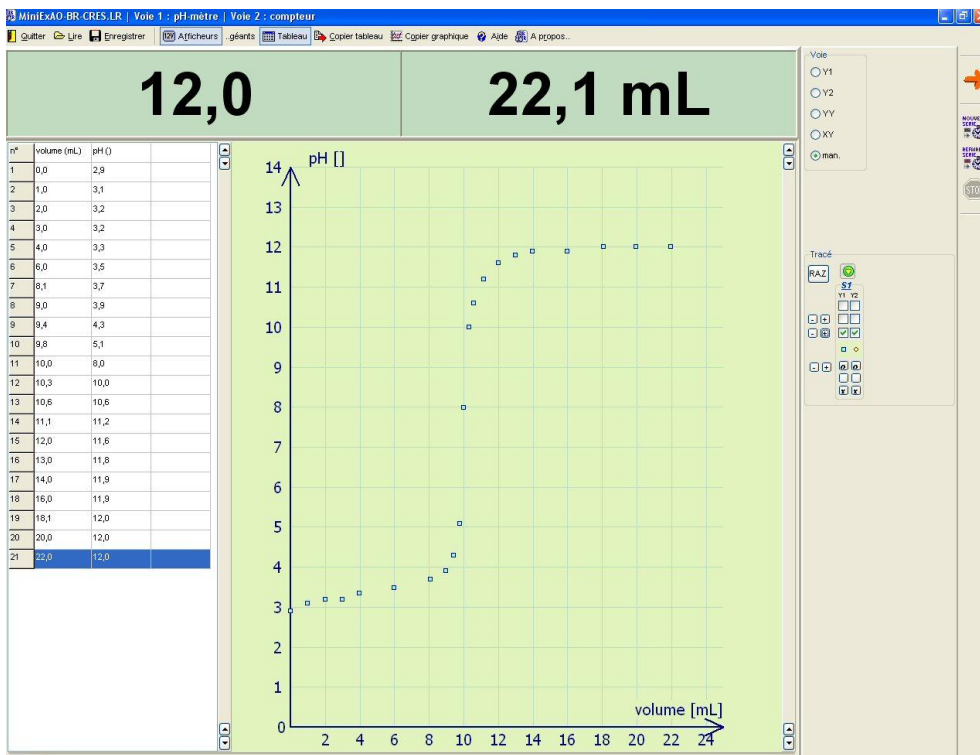 MiniExAO-BR-CRES.LR | Voie 1 : pH-mètre | Voie 2 : compteur
Quitter Lire Enregistrer Afficheurs ..géants Tableau Copier tableau Copier graphique Aide A propos..
12,0 22,1 mL
n° volume (mL) pH ()
1 0,0 2,9
2 1,0 3,1
3 2,0 3,2
4 3,0 3,2
5 4,0 3,3
6 6,0 3,5
7 8,1 3,7
8 9,0 3,9
9 9,4 4,3
10 9,8 5,1
11 10,0 8,0
12 10,3 10,0
13 10,6 10,6
14 11,1 11,2
15 12,0 11,6
16 13,0 11,8
17 14,0 11,9
18 16,0 11,9
19 18,1 12,0
20 20,0 12,0
21 22,0 12,0
pH []
14
13
12
11
10
9
8
7
6
5
4
3
2
1
0
volume [mL]
2 4 6 8 10 12 14 16 18 20 22 24
Voie
Y1
Y2
YY
XY
man.
Tracé
RAZ
S1
Y1 Y2
NOUVE
SERIE
SERIE
STO